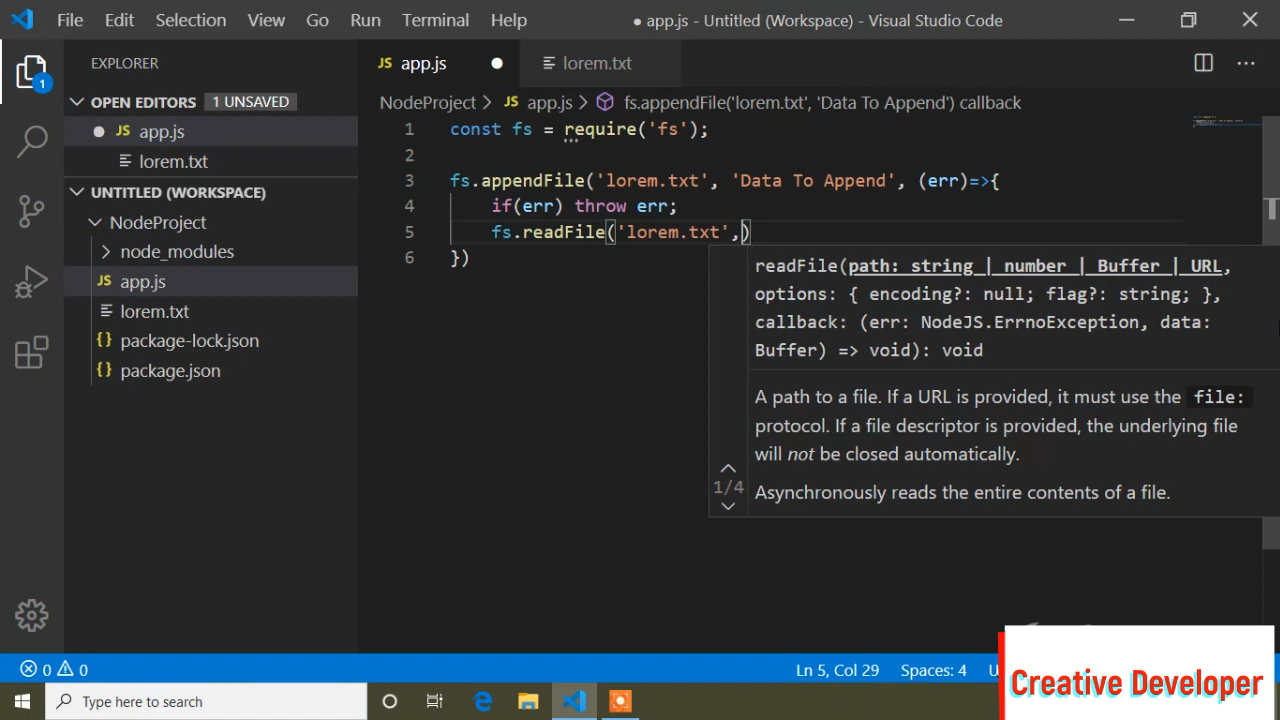 File Edit Selection View Go Run Terminal Help ● app.js - Untitled (Workspace) - Visual Studio Code
EXPLORER
JS app.js ● lorem.txt
OPEN EDITORS 1 UNSAVED
NodeProject > JS app.js > fs.appendFile('lorem.txt', 'Data To Append') callback
● JS app.js
lorem.txt
UNTITLED (WORKSPACE)
NodeProject
node_modules
JS app.js
lorem.txt
{} package-lock.json
{} package.json
1
1 const fs = require('fs');
2
3 fs.appendFile('lorem.txt', 'Data To Append', (err)=>{
4 if(err) throw err;
5 fs.readFile('lorem.txt',)
6 })
readFile(path: string | number | Buffer | URL,
options: { encoding?: null; flag?: string; },
callback: (err: NodeJS.ErrnoException, data:
Buffer) => void): void
A path to a file. If a URL is provided, it must use the file:
protocol. If a file descriptor is provided, the underlying file
will not be closed automatically.
1/4
Asynchronously reads the entire contents of a file.
0 0 Ln 5, Col 29 Spaces: 4
Type here to search
Creative Developer